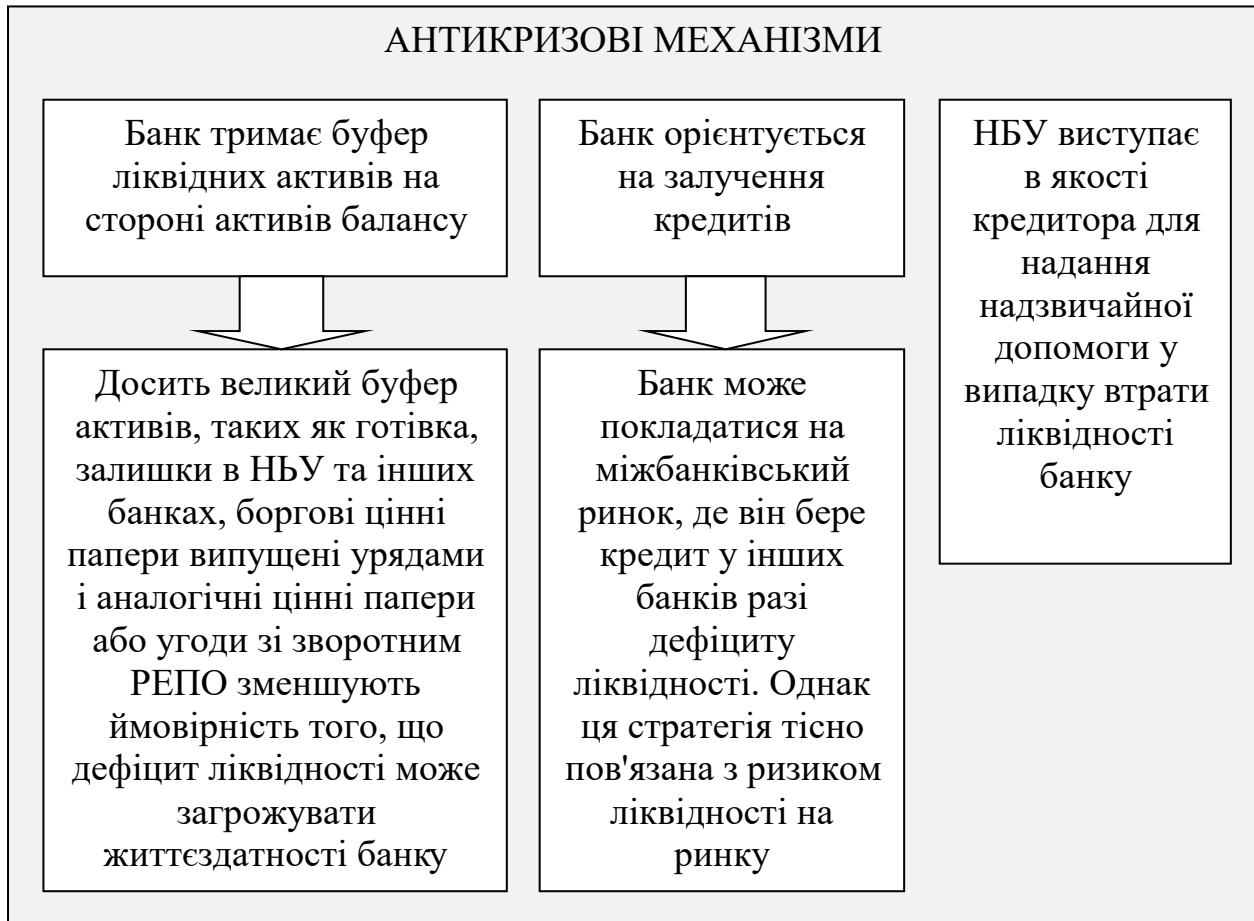 АНТИКРИЗОВІ МЕХАНІЗМИ
Банк тримає буфер
ліквідних активів на
стороні активів балансу
Досить великий буфер
активів, таких як готівка,
залишки в НЬУ та інших
банках, боргові цінні
папери випущені урядами
і аналогічні цінні папери
або угоди зі зворотним
РЕПО зменшують
ймовірність того, що
дефіцит ліквідності може
загрожувати
життєздатності банку
Банк орієнтується
на залучення
кредитів
Банк може
покладатися на
міжбанківський
ринок, де він бере
кредит у інших
банків разі
дефіциту
ліквідності. Однак
ця стратегія тісно
пов'язана з ризиком
ліквідності на
ринку
НБУ виступає
в якості
кредитора для
надання
надзвичайної
допомоги у
випадку втрати
ліквідності
банку